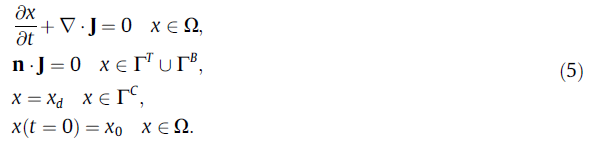 ∂x/∂t + ∇ · J = 0 x ∈ Ω,
n · J = 0 x ∈ Γ^T ∪ Γ^B,
(5)
x = x_d x ∈ Γ^C,
x(t = 0) = x_0 x ∈ Ω.